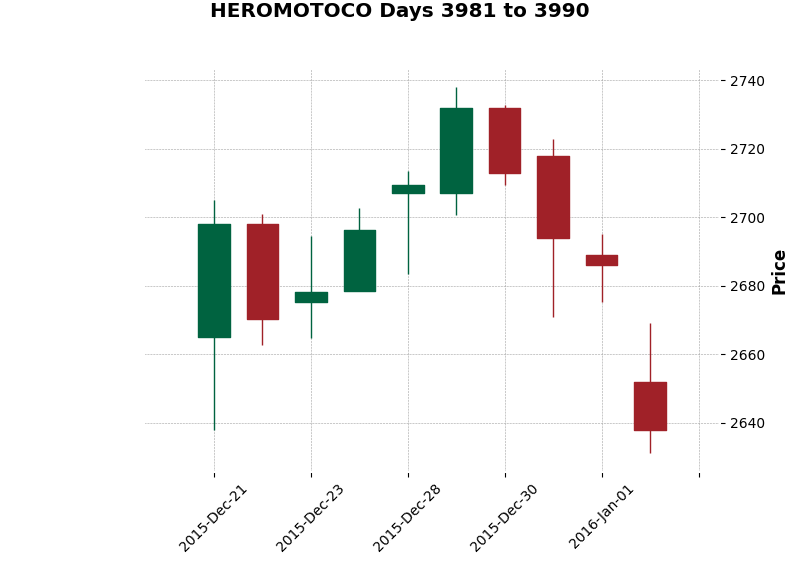 HEROMOTOCO Days 3981 to 3990
2740
2720
2700
2680
2660
2640
Price
2015-Dec-21
2015-Dec-23
2015-Dec-28
2015-Dec-30
2016-Jan-01